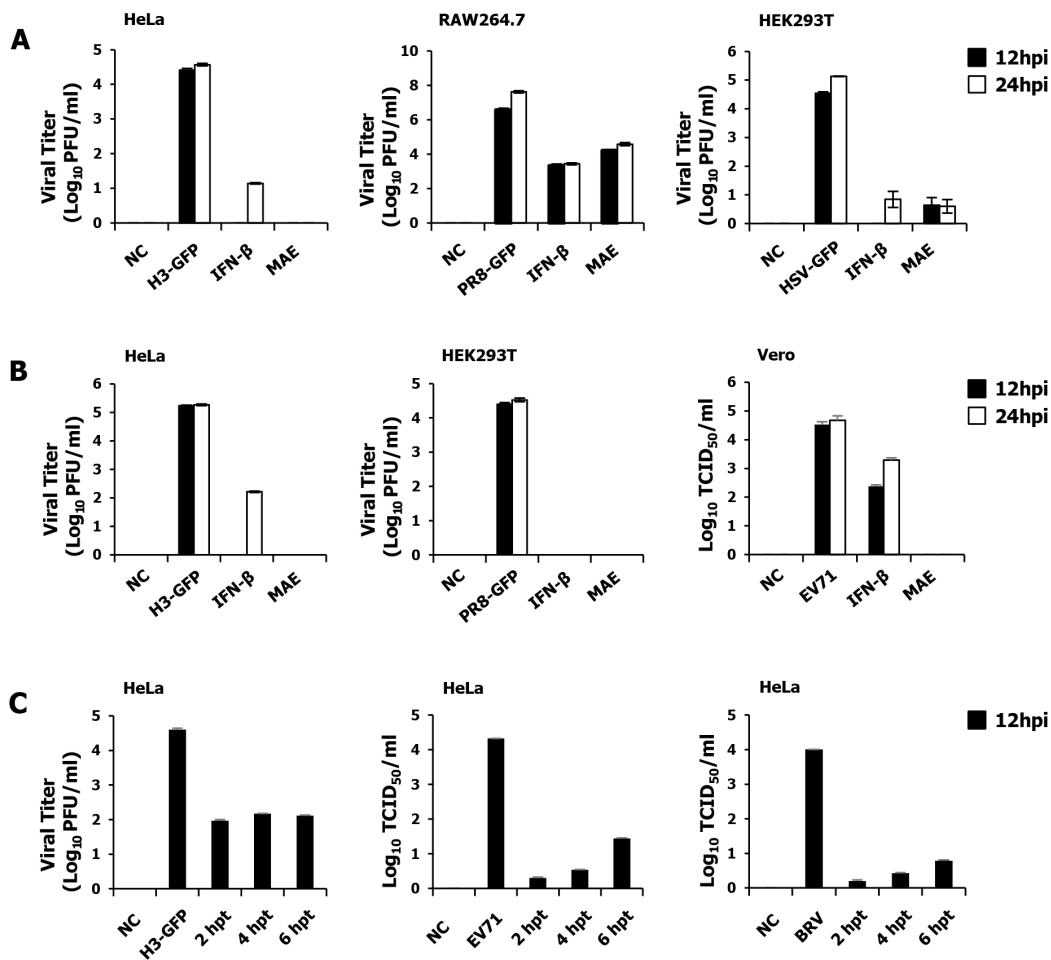 A
HeLa
Viral Titer
(Log10 PFU/ml)
5
4
3
2
1
0
NC
H3-GFP
IFN-β
MAE
RAW264.7
Viral Titer
(Log10 PFU/ml)
10
8
6
4
2
0
NC
PR8-GFP
IFN-β
MAE
HEK293T
Viral Titer
(Log10 PFU/ml)
6
5
4
3
2
1
0
NC
HSV-GFP
IFN-β
MAE
12hpi
24hpi
B
HeLa
Viral Titer
(Log10 PFU/ml)
6
5
4
3
2
1
0
NC
H3-GFP
IFN-β
MAE
HEK293T
Viral Titer
(Log10 PFU/ml)
5
4
3
2
1
0
NC
PR8-GFP
IFN-β
MAE
Vero
Log10 TCID50/ml
6
5
4
3
2
1
0
NC
EV71
IFN-β
MAE
12hpi
24hpi
C
HeLa
Viral Titer
(Log10 PFU/ml)
5
4
3
2
1
0
NC
H3-GFP
2 hpt
4 hpt
6 hpt
HeLa
Log10 TCID50/ml
5
4
3
2
1
0
NC
EV71
2 hpt
4 hpt
6 hpt
HeLa
Log10 TCID50/ml
5
4
3
2
1
0
NC
BRV
2 hpt
4 hpt
6 hpt
12hpi